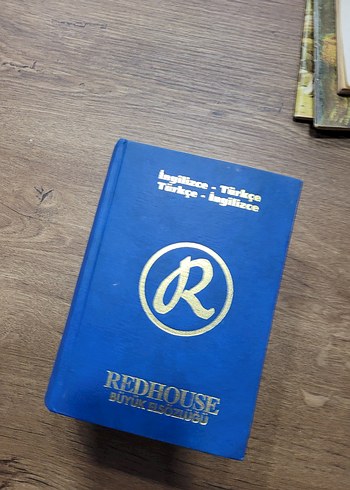 İngilizce - Türkçe
Türkçe - İngilizce
R
REDHOUSE
BÜYÜK ELSÖZLÜĞÜ